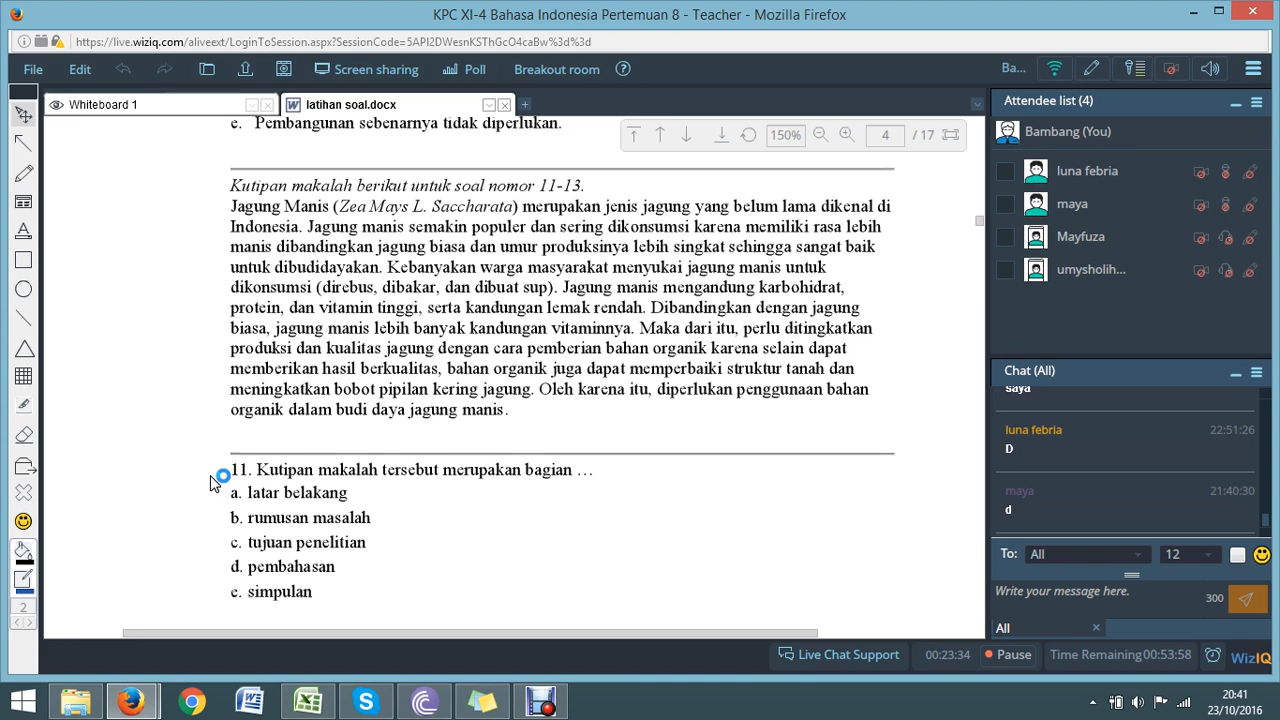 KPC XI-4 Bahasa Indonesia Pertemuan 8 - Teacher - Mozilla Firefox
https://live.wiziq.com/aliveext/LoginToSession.aspx?SessionCode=5API2DWesnKSThGcO4caBw%3d%3d
File Edit Screen sharing Poll Breakout room Ba...
Whiteboard 1 latihan soal.docx
e. Pembangunan sebenarnya tidak diperlukan.
150% 4 / 17
Kutipan makalah berikut untuk soal nomor 11-13.
Jagung Manis (Zea Mays L. Saccharata) merupakan jenis jagung yang belum lama dikenal di
Indonesia. Jagung manis semakin populer dan sering dikonsumsi karena memiliki rasa lebih
manis dibandingkan jagung biasa dan umur produksinya lebih singkat sehingga sangat baik
untuk dibudidayakan. Kebanyakan warga masyarakat menyukai jagung manis untuk
dikonsumsi (direbus, dibakar, dan dibuat sup). Jagung manis mengandung karbohidrat,
protein, dan vitamin tinggi, serta kandungan lemak rendah. Dibandingkan dengan jagung
biasa, jagung manis lebih banyak kandungan vitaminnya. Maka dari itu, perlu ditingkatkan
produksi dan kualitas jagung dengan cara pemberian bahan organik karena selain dapat
memberikan hasil berkualitas, bahan organik juga dapat memperbaiki struktur tanah dan
meningkatkan bobot pipilan kering jagung. Oleh karena itu, diperlukan penggunaan bahan
organik dalam budi daya jagung manis.
11. Kutipan makalah tersebut merupakan bagian …
a. latar belakang
b. rumusan masalah
c. tujuan penelitian
d. pembahasan
e. simpulan
2
Attendee list (4)
Bambang (You)
luna febria
maya
Mayfuza
umysholih...
Chat (All)
saya
luna febria 22:51:26
D
maya 21:40:30
d
To: All 12
Write your message here. 300
All
Live Chat Support 00:23:34 Pause Time Remaining 00:53:58 WizIQ
20:41
23/10/2016